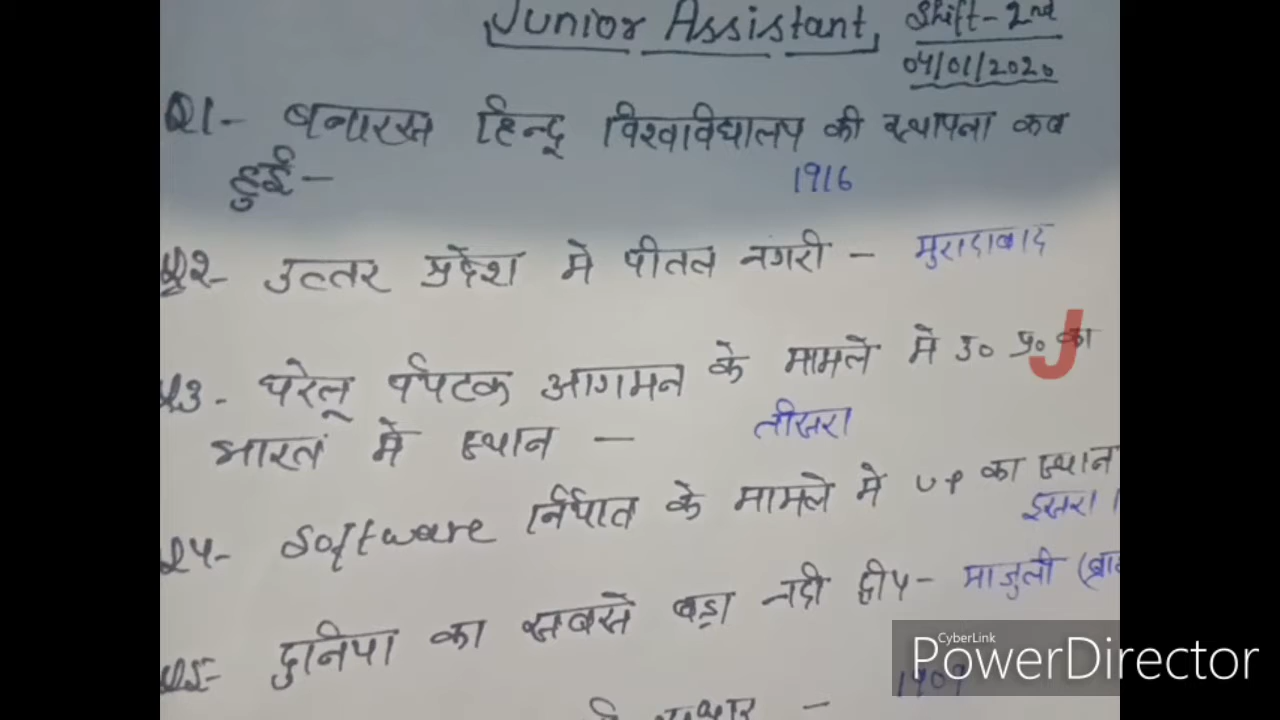 Junior Assistant, Shift-2nd
04/01/2020
Q1- बनारस हिन्दू विश्वाविद्यालय की स्थापना कब
हुई- 1916
Q2- उत्तर प्रदेश मे पीतल नगरी - मुरादाबाद
Q3- घरेलू पर्यटक आगमन के मामले मे उ० प्र० का
भारत मे स्थान - तीसरा
J
Q4- Software निर्यात के मामले मे UP का स्थान
दूसरा।
Q5- दुनिया का सबसे बड़ा नदी द्वीप- माजुली
- 1909
CyberLink
PowerDirector